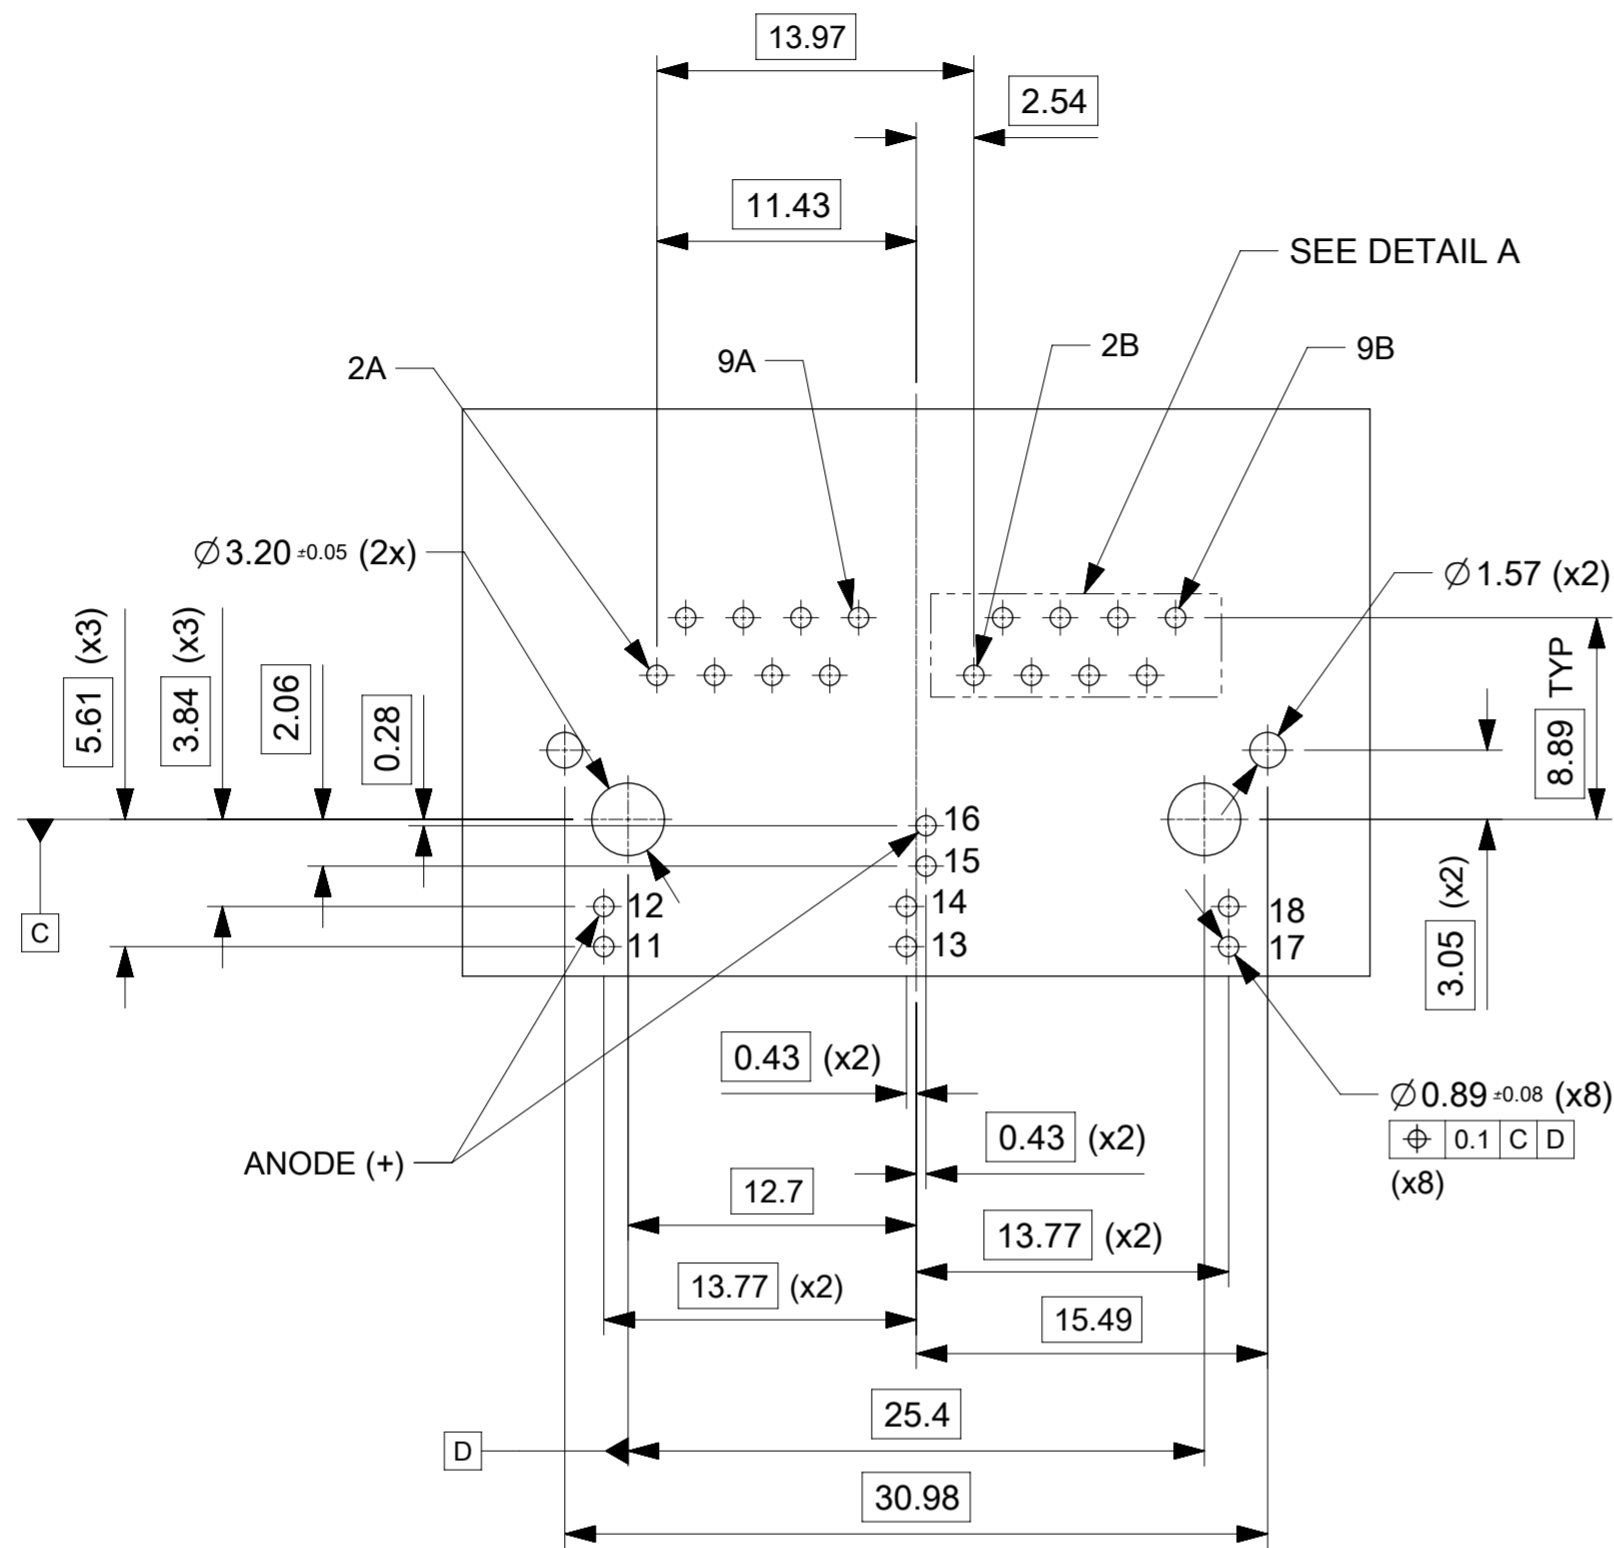 13.97
2.54
11.43
SEE DETAIL A
2A
9A
2B
9B
Ø3.20 ±0.05 (2x)
Ø1.57 (x2)
5.61 (x3)
3.84 (x3)
2.06
0.28
8.89 TYP
3.05 (x2)
C
16
15
12
14
18
11
13
17
0.43 (x2)
Ø0.89 ±0.08 (x8)
⌖ 0.1 C D
(x8)
0.43 (x2)
ANODE (+)
12.7
13.77 (x2)
13.77 (x2)
15.49
25.4
D
30.98